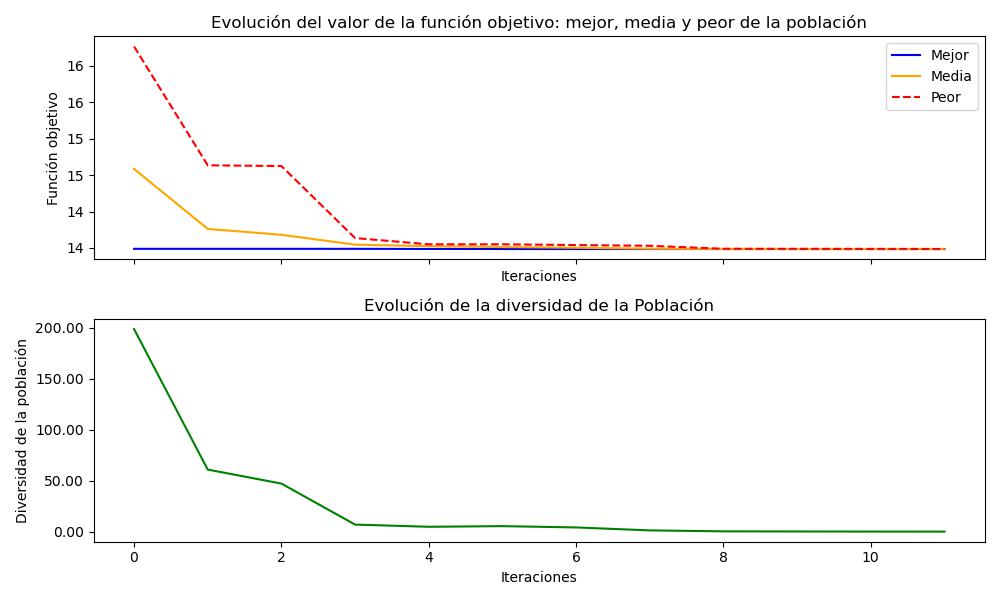 Evolución del valor de la función objetivo: mejor, media y peor de la población
Función objetivo
16
16
15
15
14
14
Mejor
Media
Peor
Iteraciones
Evolución de la diversidad de la Población
Diversidad de la población
200.00
150.00
100.00
50.00
0.00
0 2 4 6 8 10
Iteraciones